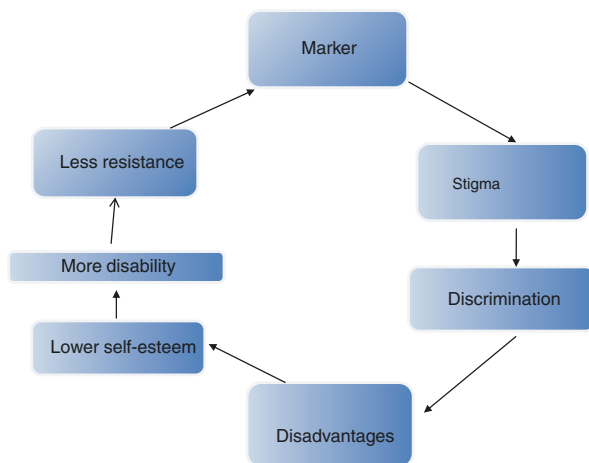 Marker
Stigma
Discrimination
Disadvantages
Lower self-esteem
More disability
Less resistance